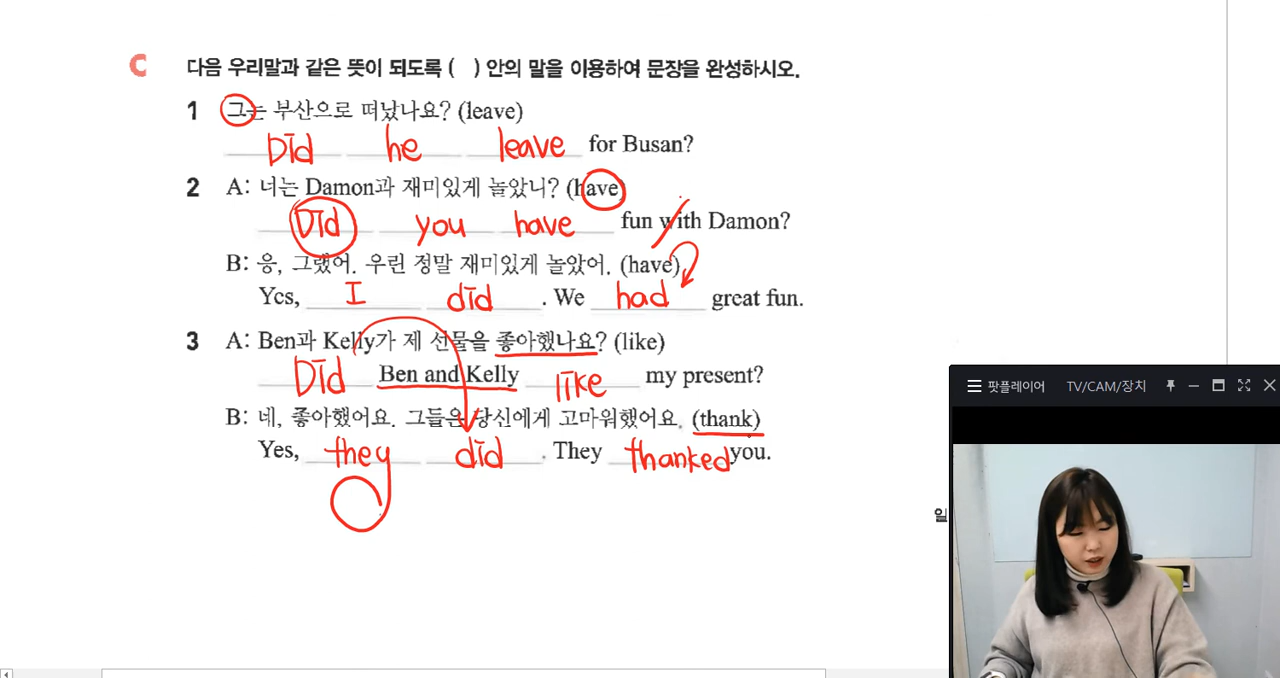 C 다음 우리말과 같은 뜻이 되도록 ( ) 안의 말을 이용하여 문장을 완성하시오.
1 그는 부산으로 떠났나요? (leave)
Did he leave for Busan?
2 A: 너는 Damon과 재미있게 놀았니? (have)
Did you have fun with Damon?
B: 응, 그랬어. 우린 정말 재미있게 놀았어. (have)
Yes, I did. We had great fun.
3 A: Ben과 Kelly가 제 선물을 좋아했나요? (like)
Did Ben and Kelly like my present?
B: 네, 좋아했어요. 그들은 당신에게 고마워했어요. (thank)
Yes, they did. They thanked you.
팟플레이어 TV/CAM/장치
일